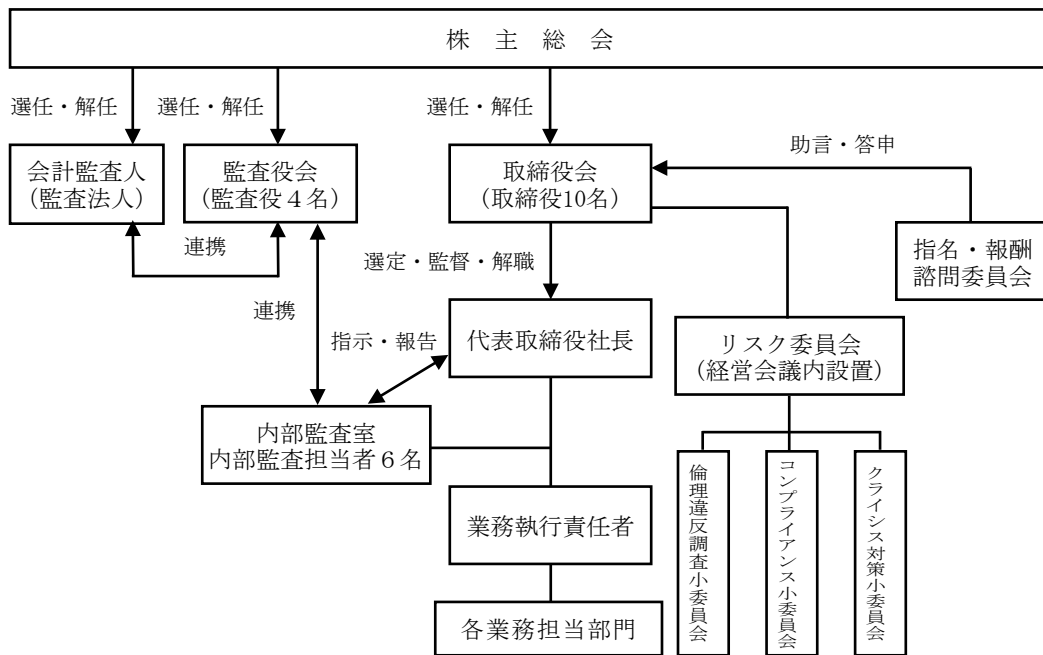 株主総会
選任・解任
選任・解任
選任・解任
会計監査人
(監査法人)
監査役会
(監査役4名)
取締役会
(取締役10名)
助言・答申
連携
選定・監督・解職
指名・報酬
諮問委員会
連携
指示・報告
代表取締役社長
リスク委員会
(経営会議内設置)
内部監査室
内部監査担当者6名
業務執行責任者
各業務担当部門
倫理違反調査小委員会
コンプライアンス小委員会
クライシス対策小委員会